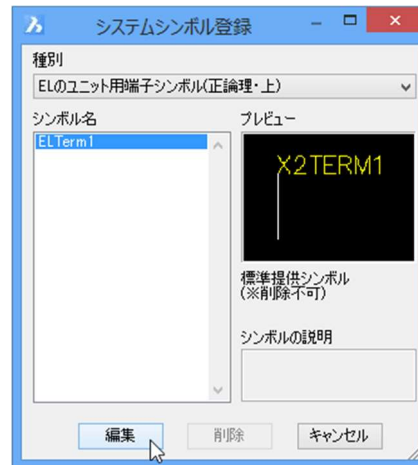 システムシンボル登録
種別
ELのユニット用端子シンボル(正論理・上)
シンボル名
プレビュー
ELTerm1
X2TERM1
標準提供シンボル
(※削除不可)
シンボルの説明
編集
削除
キャンセル